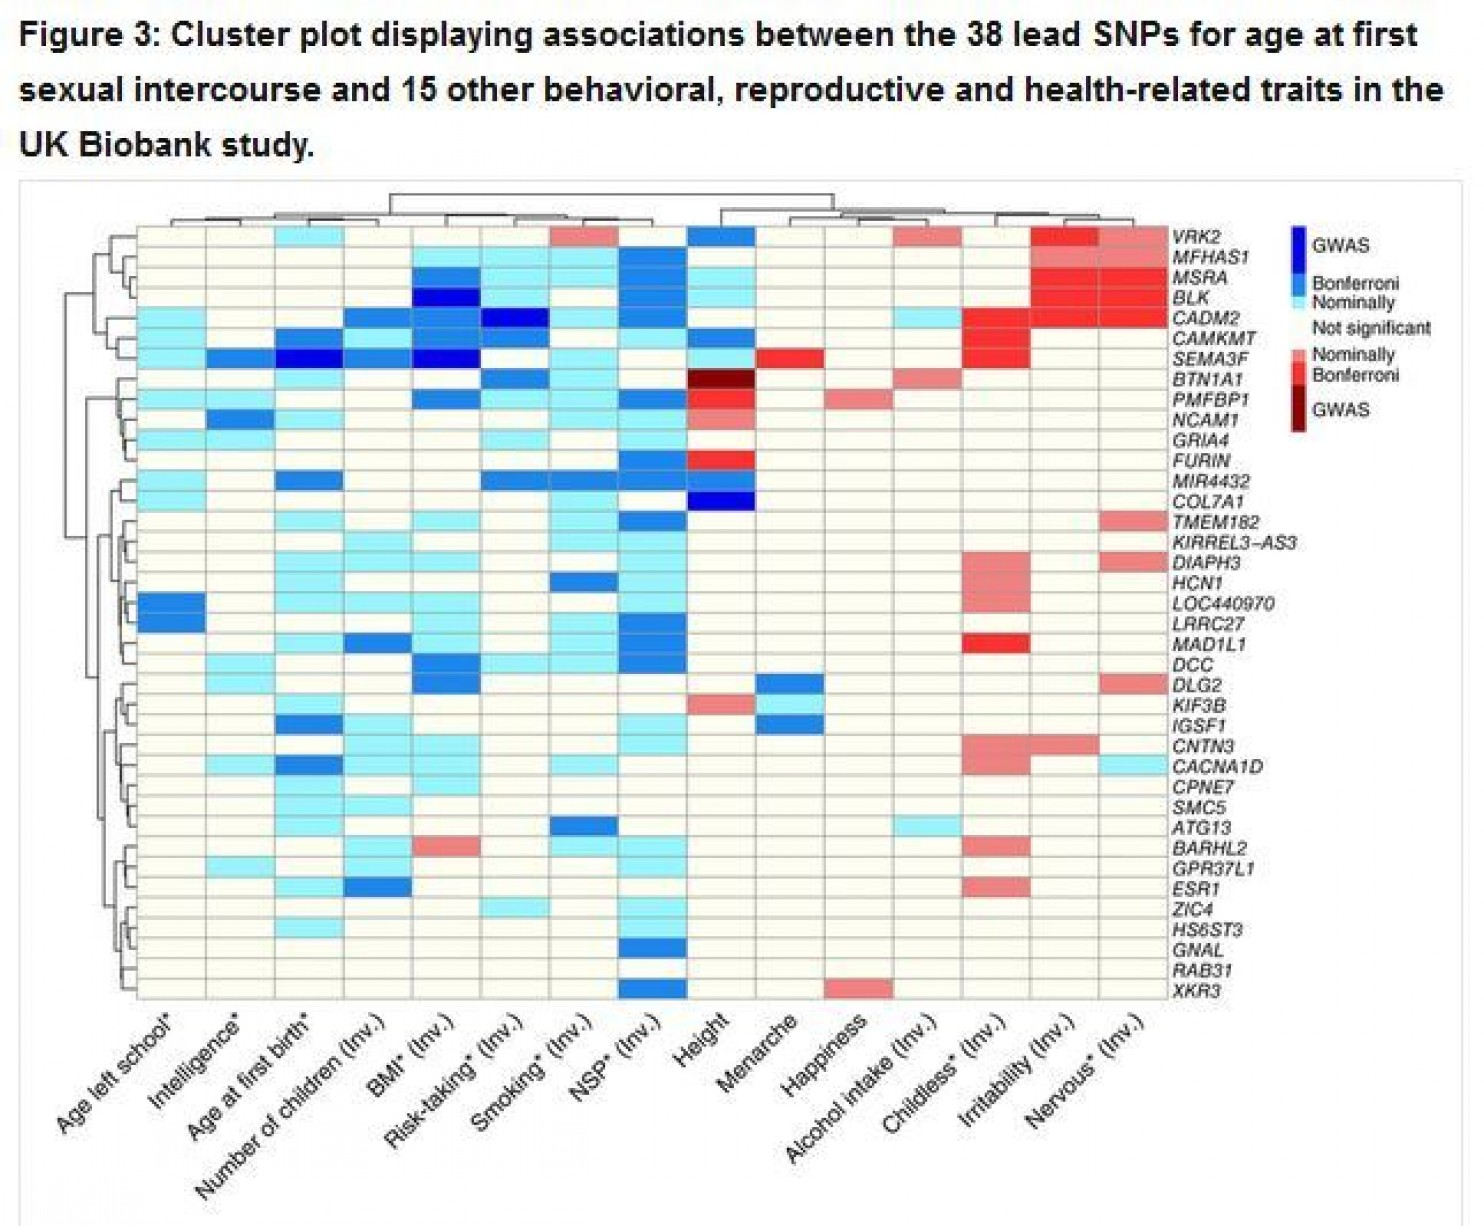 Figure 3: Cluster plot displaying associations between the 38 lead SNPs for age at first
sexual intercourse and 15 other behavioral, reproductive and health-related traits in the
UK Biobank study.
VRK2
MFHAS1
MSRA
BLK
CADM2
CAMKMT
SEMA3F
BTN1A1
PMFBP1
NCAM1
GRIA4
FURIN
MIR4432
COL7A1
TMEM182
KIRREL3-AS3
DIAPH3
HCN1
LOC440970
LRRC27
MAD1L1
DCC
DLG2
KIF3B
IGSF1
CNTN3
CACNA1D
CPNE7
SMC5
ATG13
BARHL2
GPR37L1
ESR1
ZIC4
HS6ST3
GNAL
RAB31
XKR3
GWAS
Bonferroni
Nominally
Not significant
Nominally
Bonferroni
GWAS
Age left school*
Intelligence*
Age at first birth*
Number of children (Inv.)
BMI* (Inv.)
Risk-taking* (Inv.)
Smoking* (Inv.)
NSP* (Inv.)
Height
Menarche
Happiness
Alcohol intake (Inv.)
Childless* (Inv.)
Irritability (Inv.)
Nervous* (Inv.)